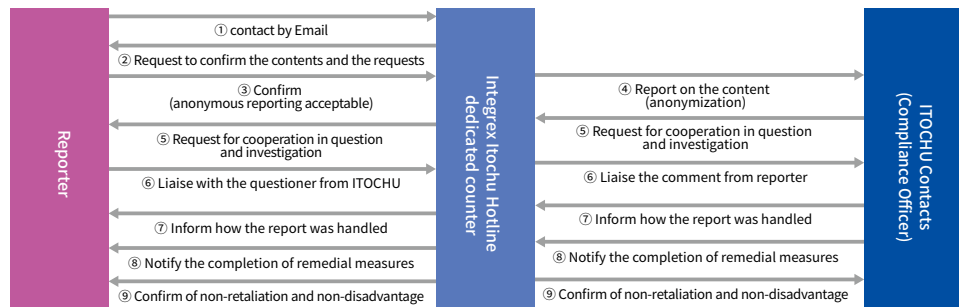 Reporter
① contact by Email
② Request to confirm the contents and the requests
③ Confirm
(anonymous reporting acceptable)
⑤ Request for cooperation in question
and investigation
⑥ Liaise with the questioner from ITOCHU
⑦ Inform how the report was handled
⑧ Notify the completion of remedial measures
⑨ Confirm of non-retaliation and non-disadvantage
Integrex Itochu Hotline
dedicated counter
④ Report on the content
(anonymization)
⑤ Request for cooperation in question
and investigation
⑥ Liaise the comment from reporter
⑦ Inform how the report was handled
⑧ Notify the completion of remedial measures
⑨ Confirm of non-retaliation and non-disadvantage
ITOCHU Contacts
(Compliance Officer)